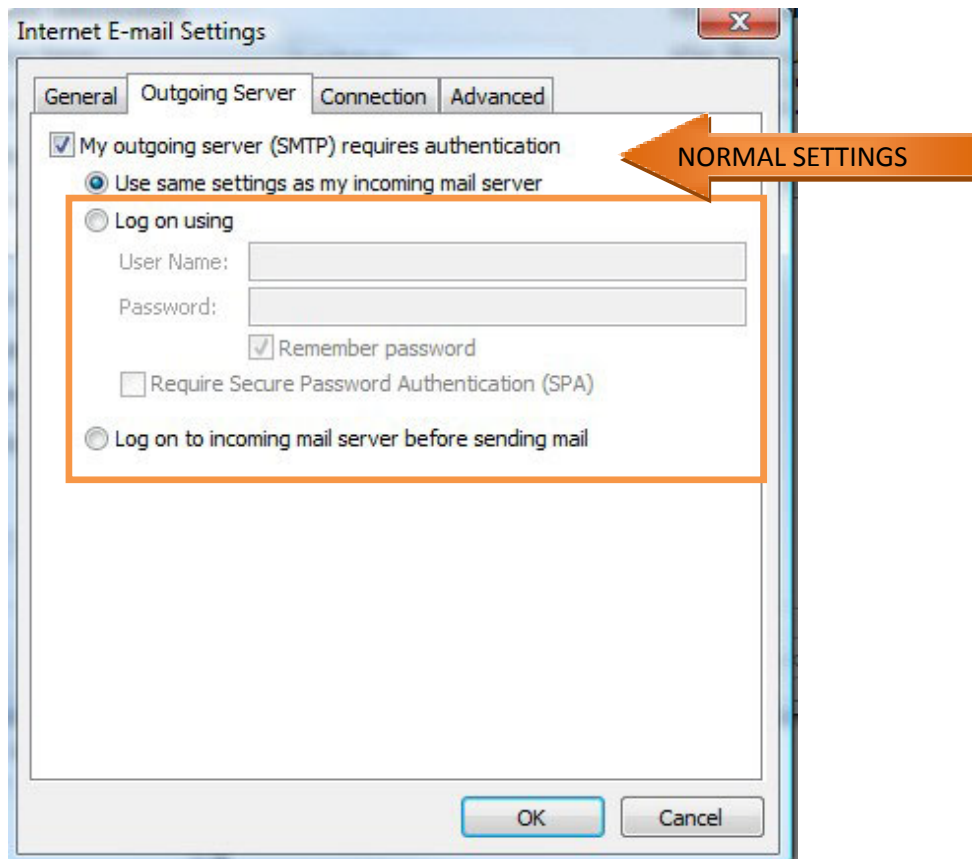 Internet E-mail Settings
General Outgoing Server Connection Advanced
My outgoing server (SMTP) requires authentication
NORMAL SETTINGS
Use same settings as my incoming mail server
Log on using
User Name:
Password:
Remember password
Require Secure Password Authentication (SPA)
Log on to incoming mail server before sending mail
OK Cancel